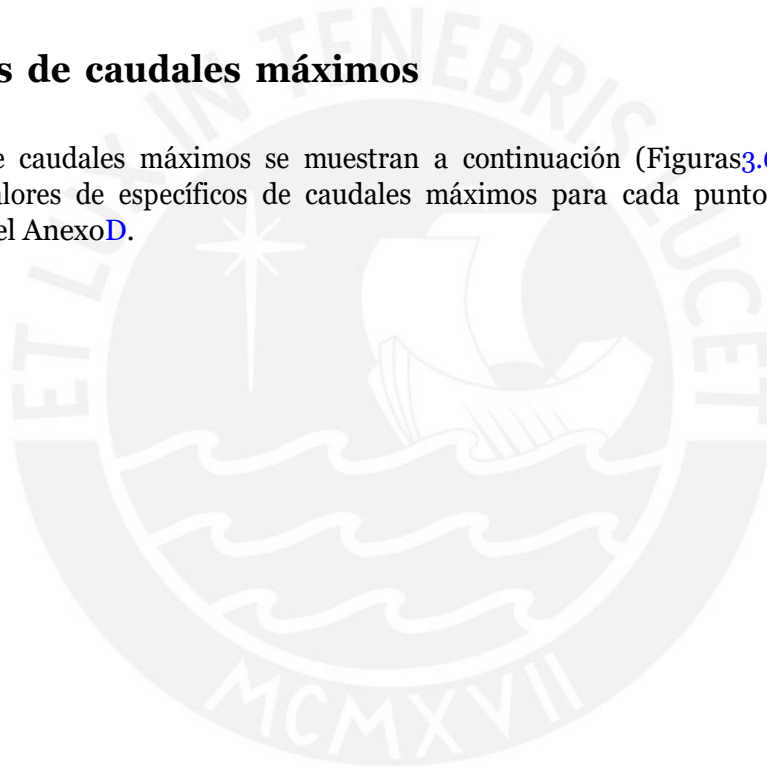 s de caudales máximos
e caudales máximos se muestran a continuación (Figuras3.6
lores de específicos de caudales máximos para cada punto
el AnexoD.
ET LUX IN TENEBRIS LUCET
MCMXVII